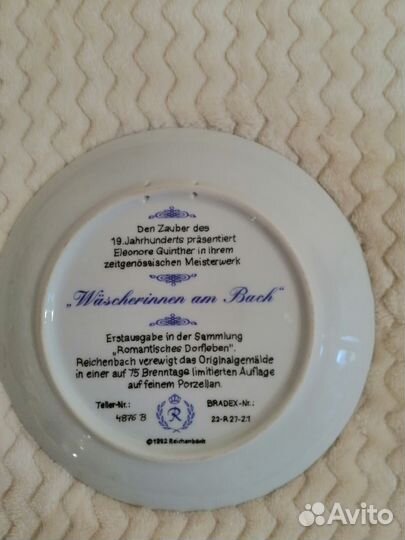 Den Zauber des
19. Jahrhunderts präsentiert
Eleonore Guinther in ihrem
zeitgenössischen Meisterwerk
„Wäscherinnen am Bach“
Erstausgabe in der Sammlung
„Romantisches Dorfleben“.
Reichenbach verewigt das Originalgemälde
in einer auf 75 Brenntage limitierten Auflage
auf feinem Porzellan.
Teller-Nr.: BRADEX-Nr.:
4876 B R 22-R27-2.1
©1992 Reichenbach
Avito